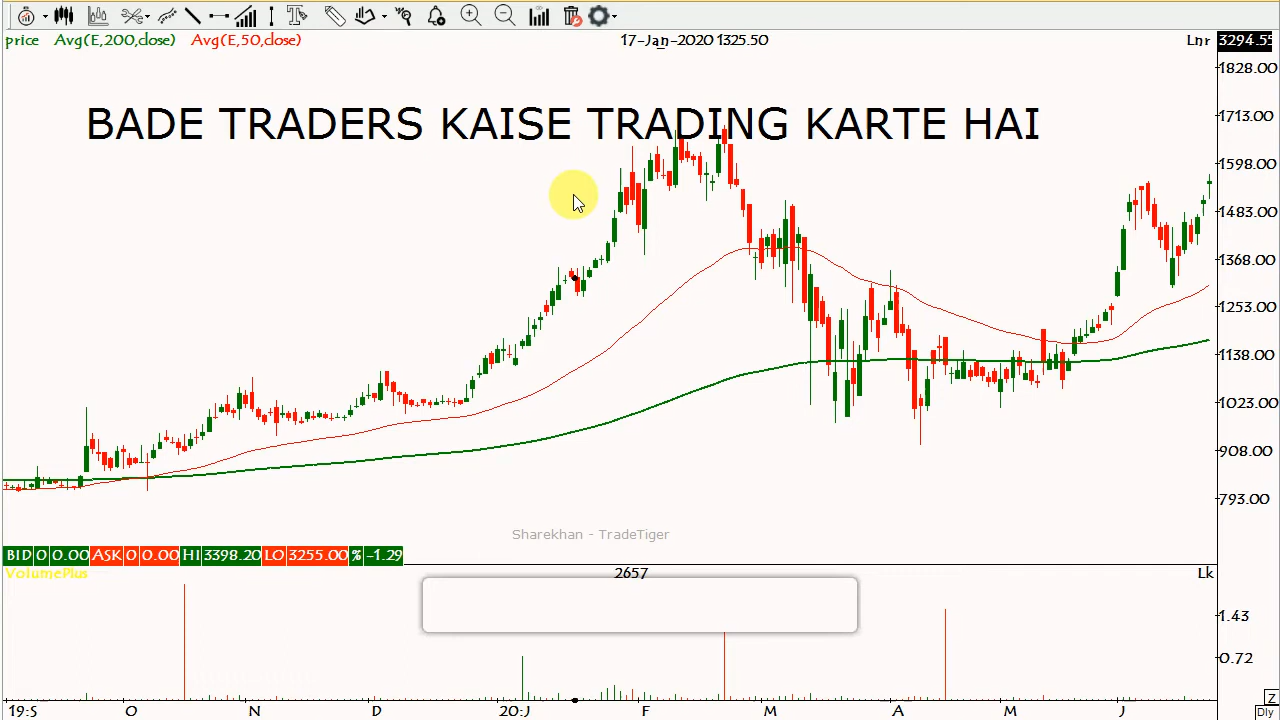 price Avg(E,200,close) Avg(E,50,close) 17-Jan-2020 1325.50 Lnr 3294.55
1828.00
BADE TRADERS KAISE TRADING KARTE HAI
1713.00
1598.00
1483.00
1368.00
1253.00
1138.00
1023.00
908.00
793.00
Sharekhan - TradeTiger
BID 0 0.00 ASK 0 0.00 HI 3398.20 LO 3255.00 % -1.29
VolumePlus 2657 Lk
1.43
0.72
Z
19:S O N D 20:J F M A M J Dly